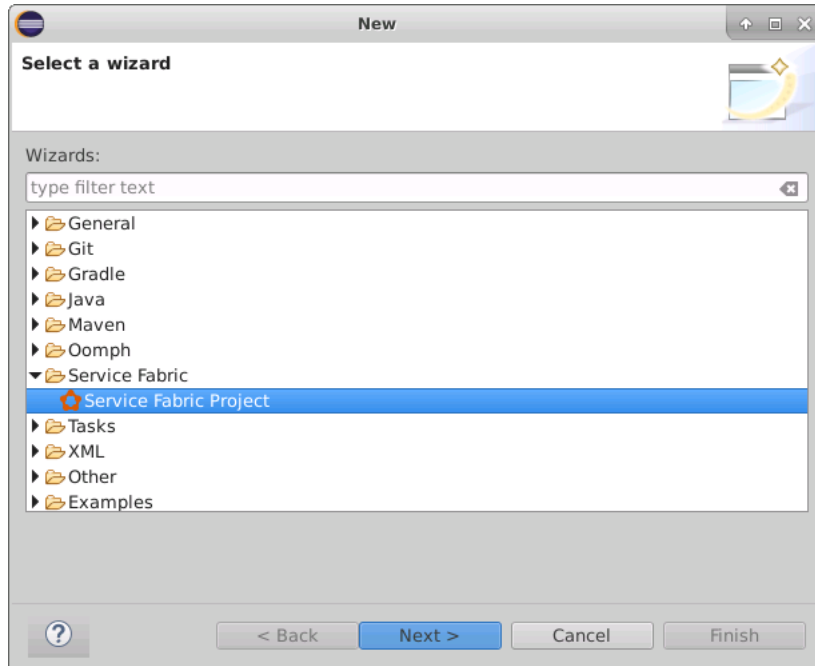 New
Select a wizard
Wizards:
type filter text
General
Git
Gradle
Java
Maven
Oomph
Service Fabric
Service Fabric Project
Tasks
XML
Other
Examples
? < Back Next > Cancel Finish